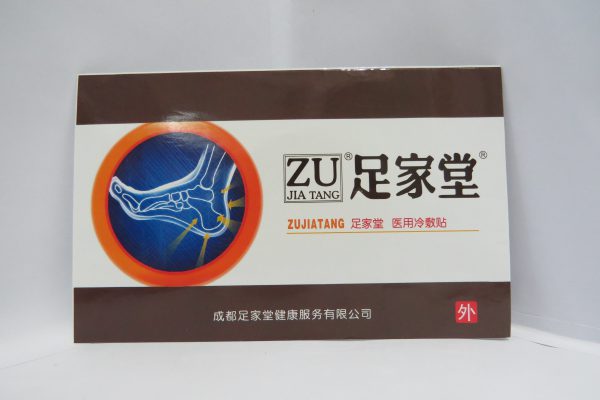 ZU® 足家堂®
JIA TANG
ZUJIATANG 足家堂 医用冷敷贴
成都足家堂健康服务有限公司
外